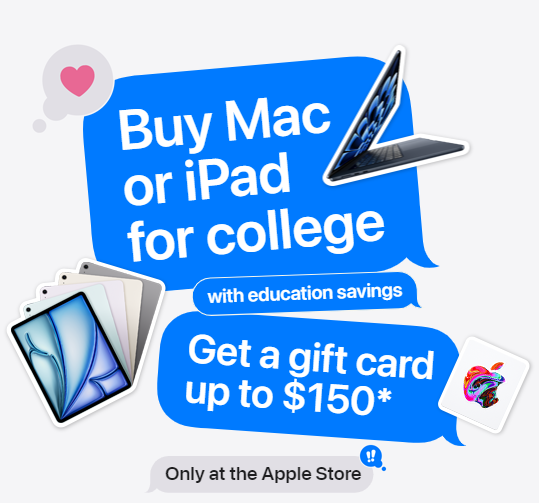 Buy Mac
or iPad
for college
with education savings
Get a gift card
up to $150*
!!
Only at the Apple Store